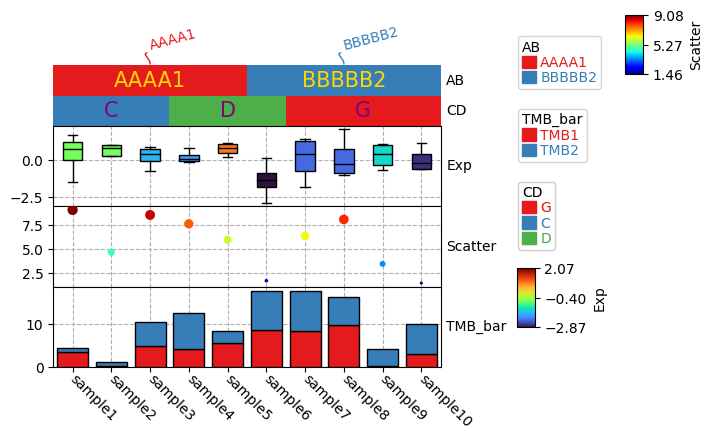 AAAA1 BBBBB2
AAAA1 BBBBB2 AB
C D G CD
0.0
−2.5
Exp
7.5
5.0
2.5
Scatter
10
0
TMB_bar
sample1 sample2 sample3 sample4 sample5 sample6 sample7 sample8 sample9 sample10
AB
AAAA1
BBBBB2
TMB_bar
TMB1
TMB2
CD
G
C
D
2.07
−0.40
−2.87
Exp
9.08
5.27
1.46
Scatter